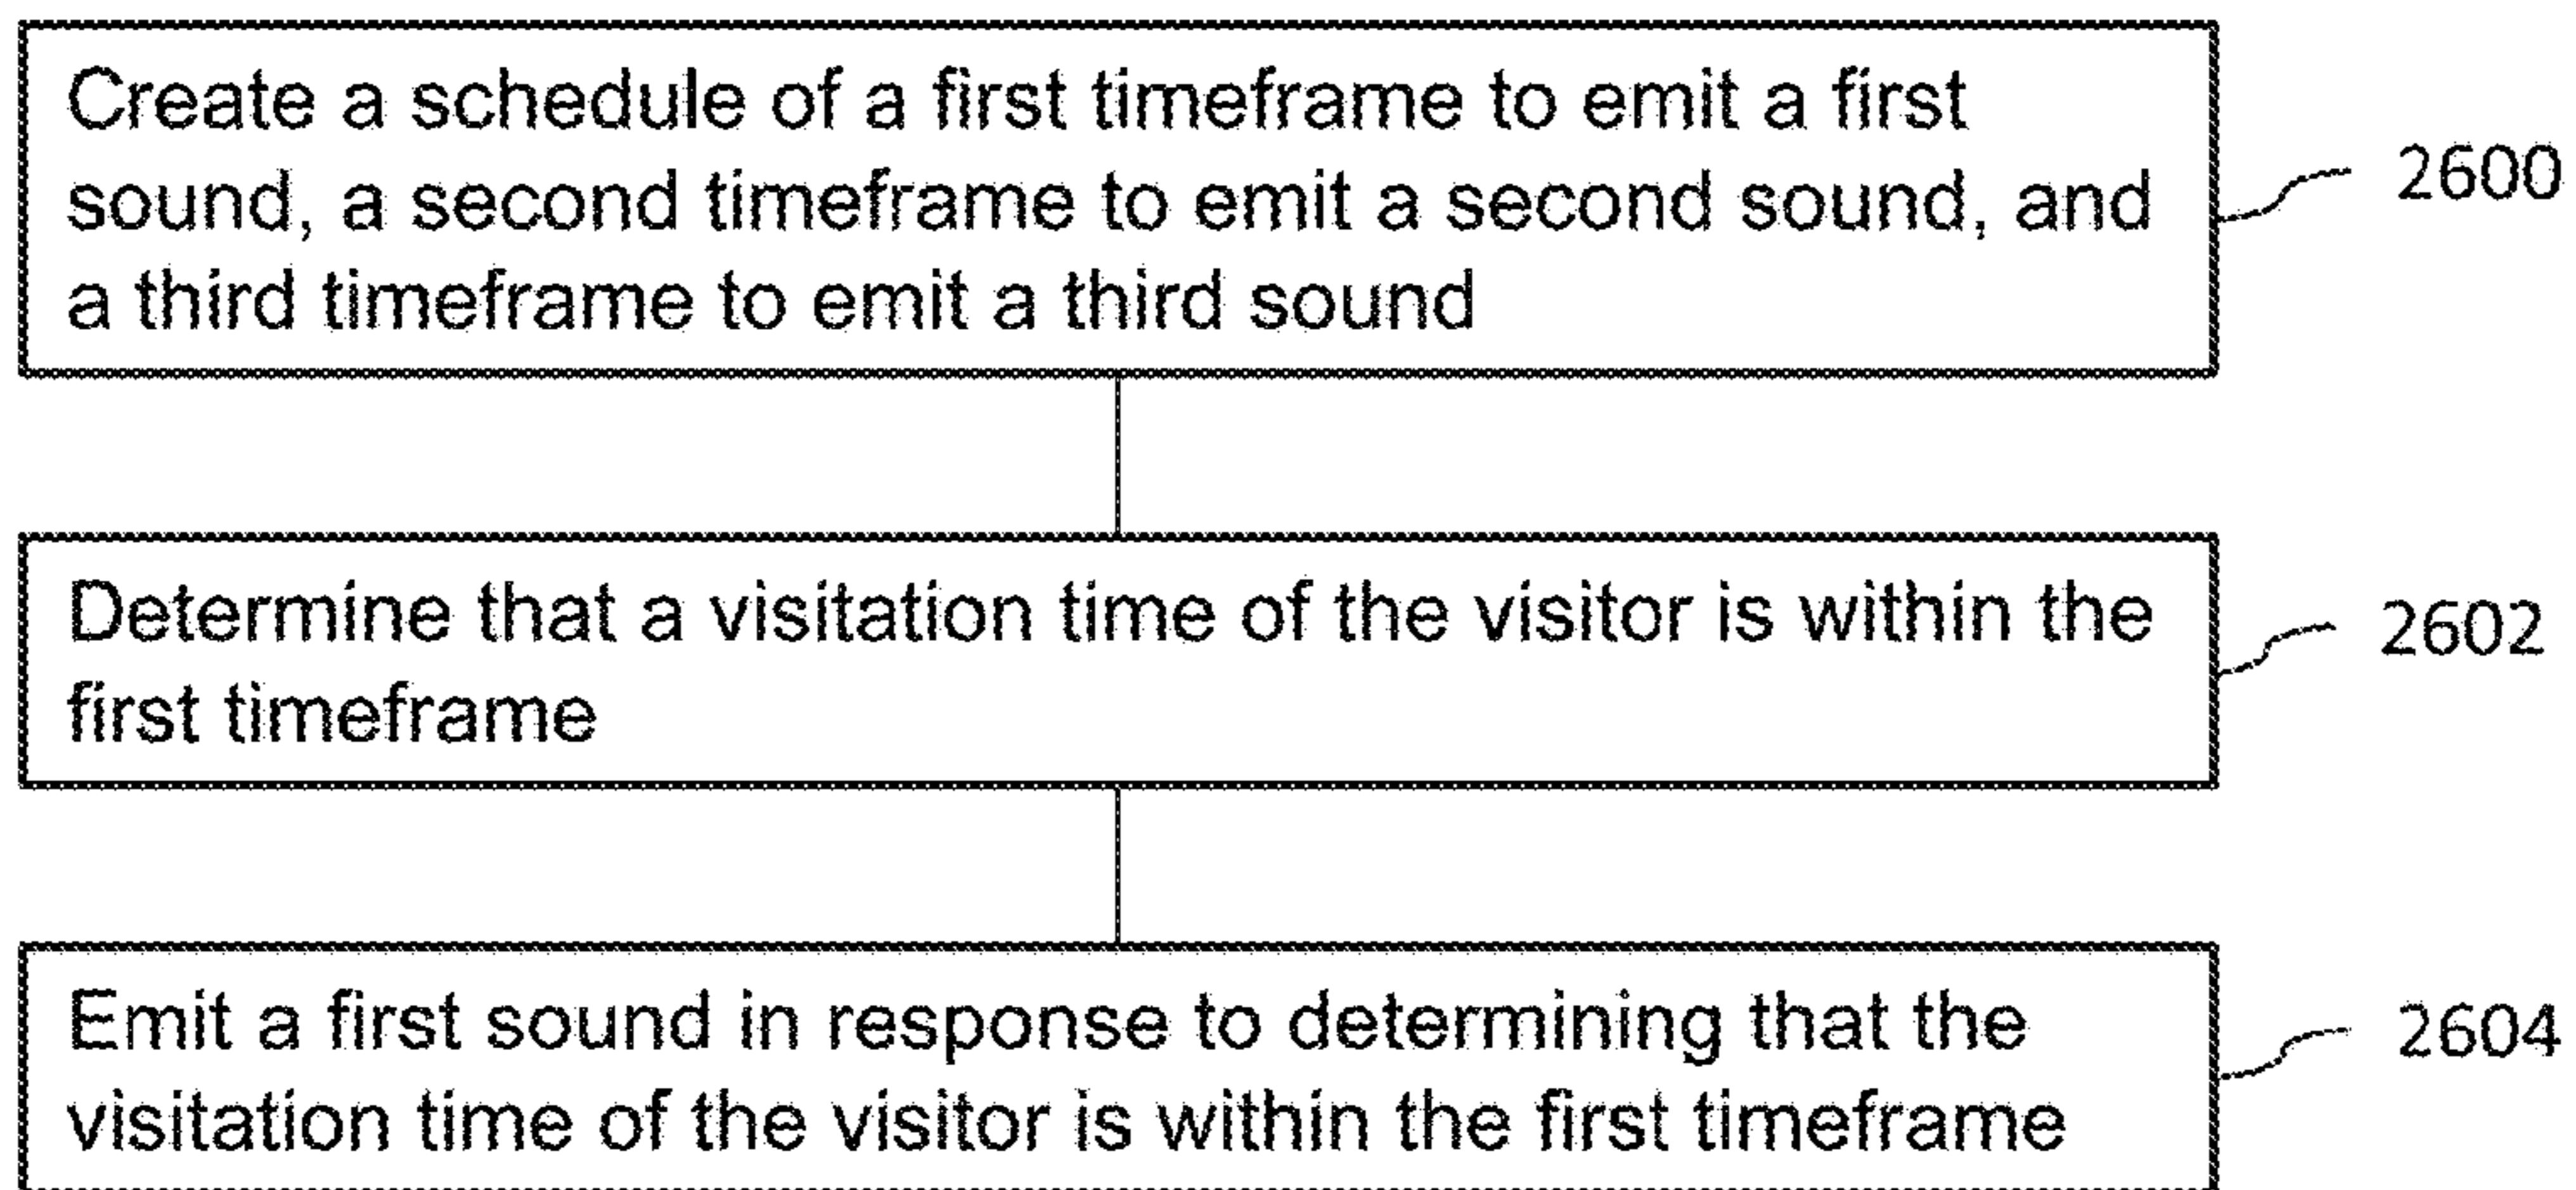 Create a schedule of a first timeframe to emit a first
sound, a second timeframe to emit a second sound, and
a third timeframe to emit a third sound
2600
Determine that a visitation time of the visitor is within the
first timeframe
2602
Emit a first sound in response to determining that the
visitation time of the visitor is within the first timeframe
2604